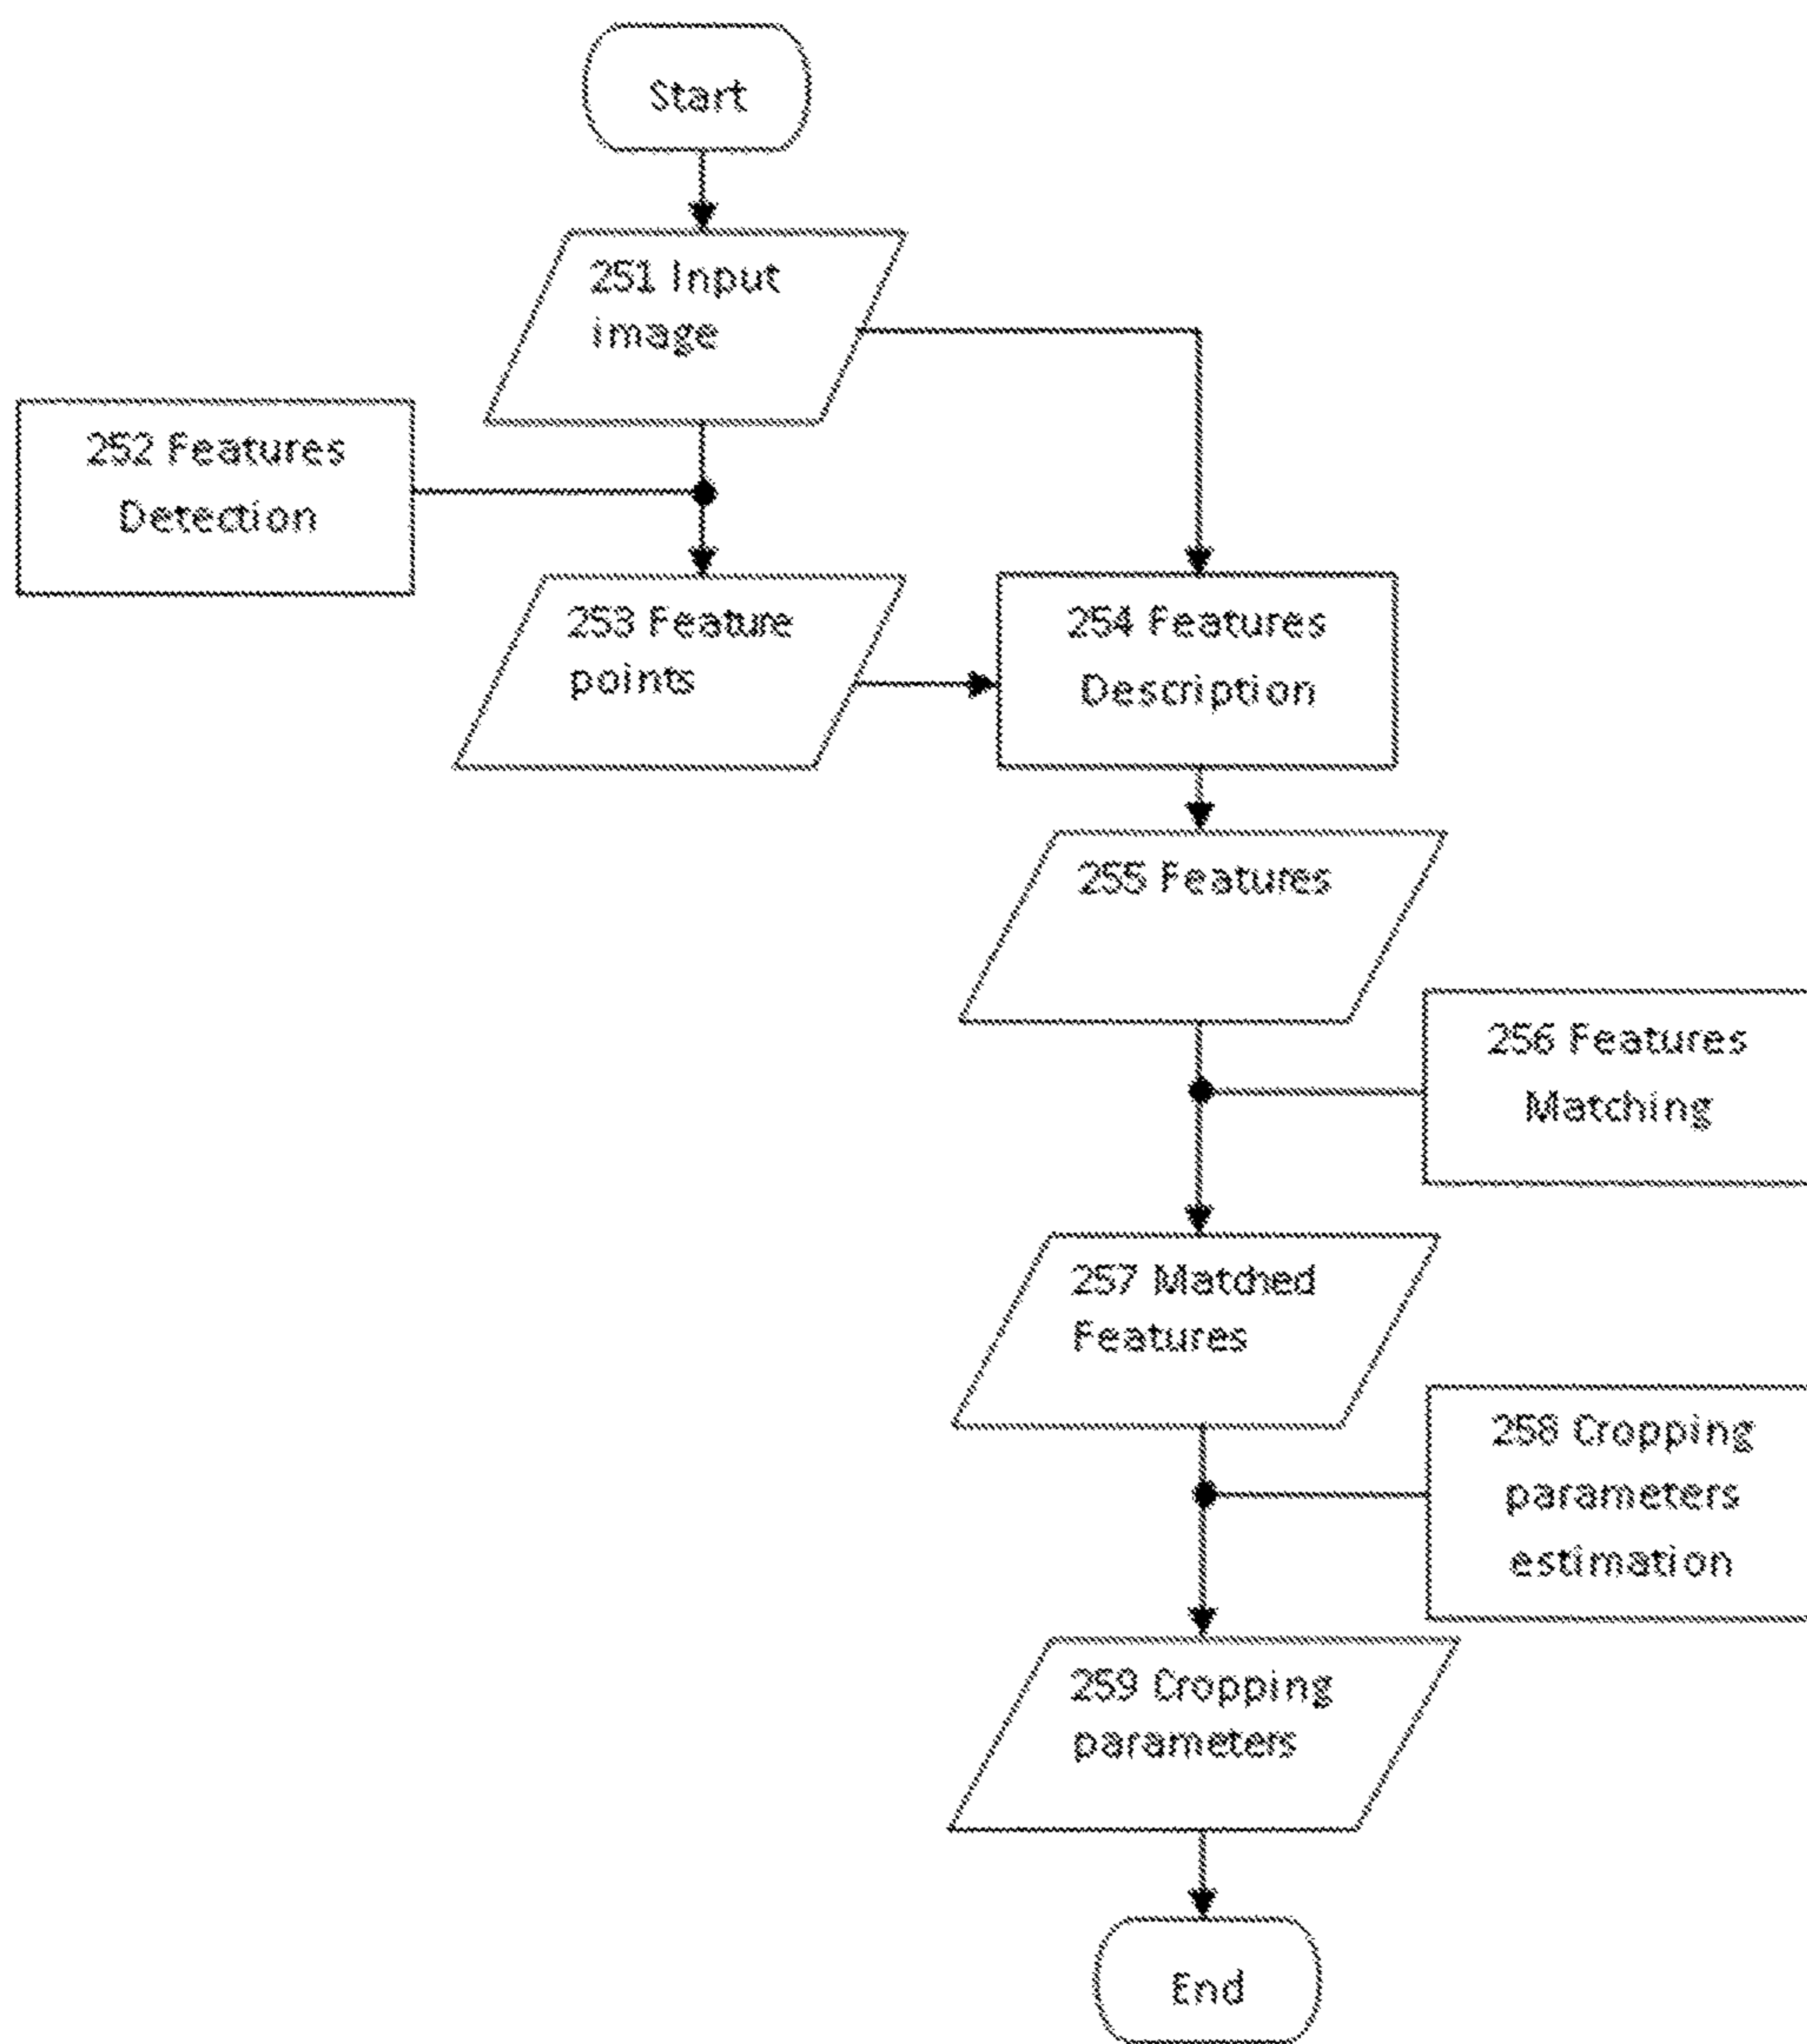 Start
251 Input
image
252 Features
Detection
253 Feature
points
254 Features
Description
255 Features
256 Features
Matching
257 Matched
Features
258 Cropping
parameters
estimation
259 Cropping
parameters
End